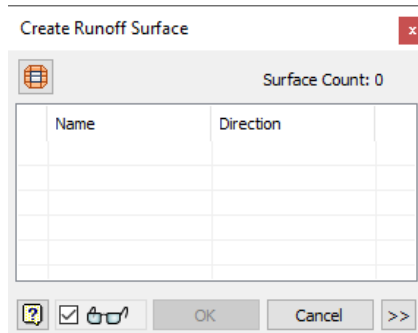 Create Runoff Surface
x
Surface Count: 0
Name Direction
? OK Cancel >>